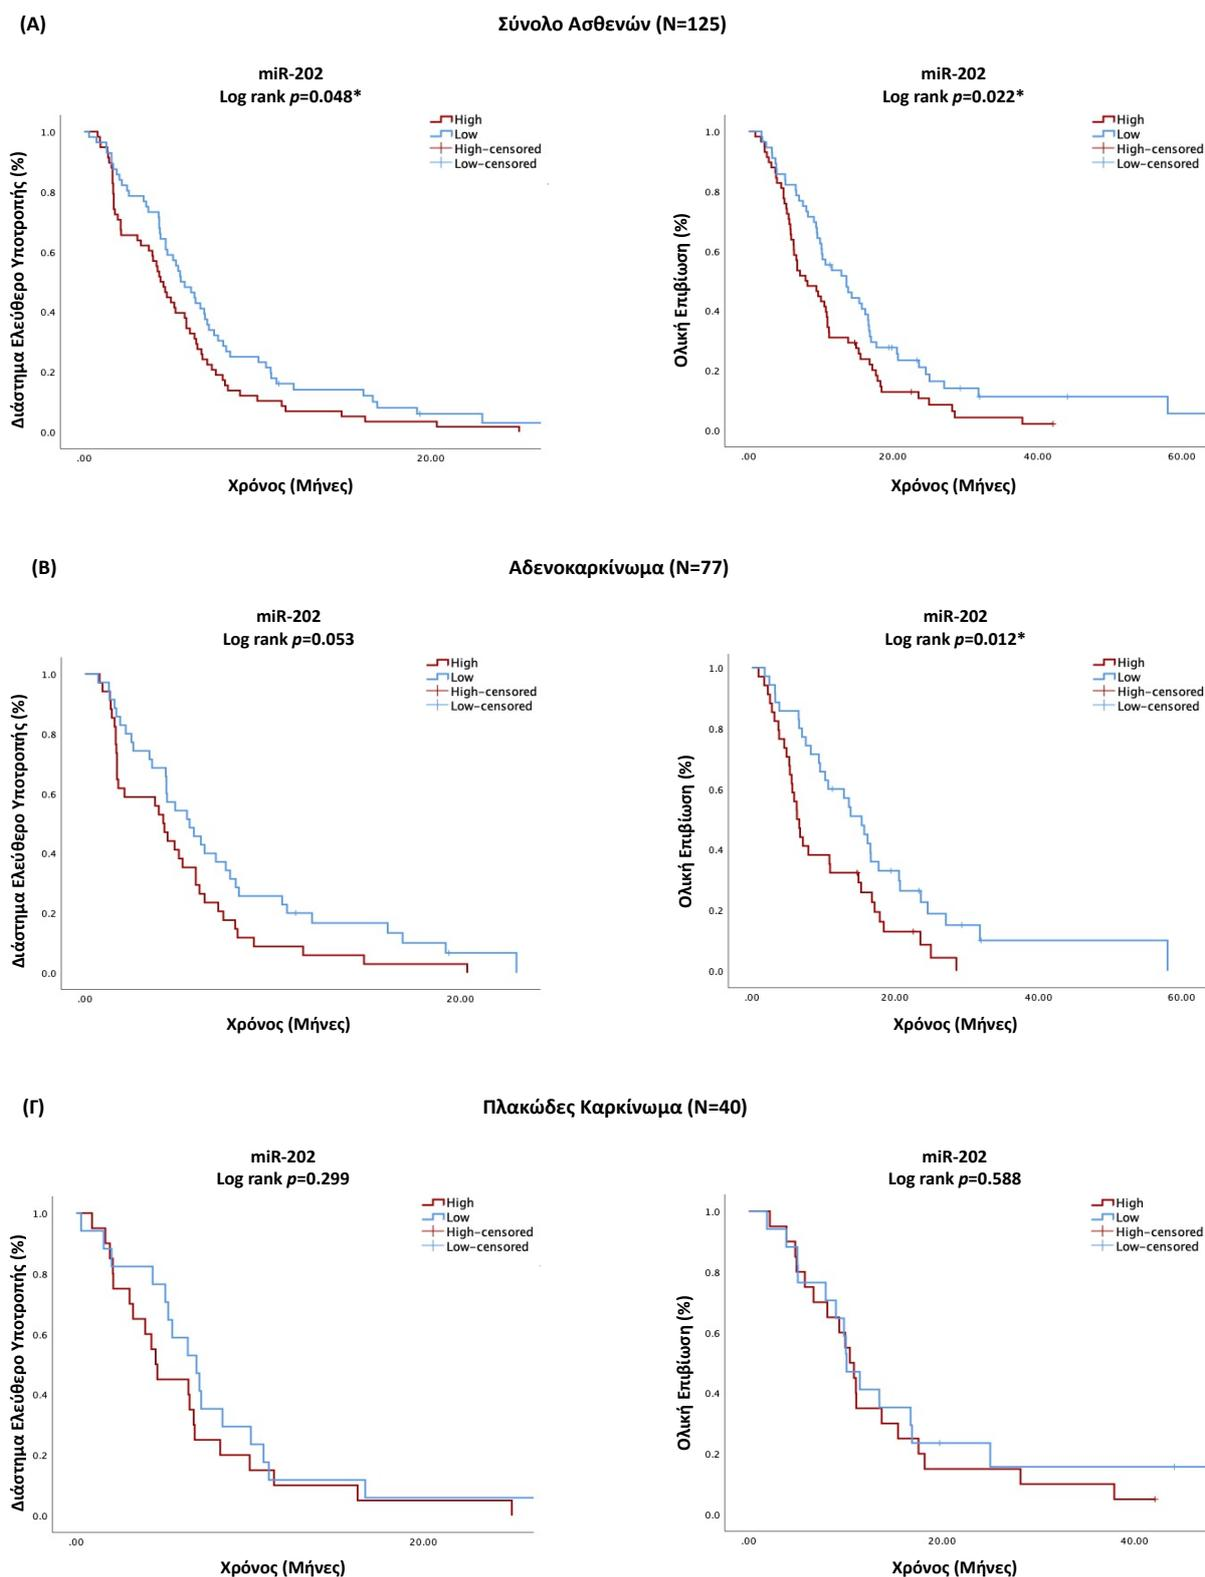 (Α)
Σύνολο Ασθενών (N=125)
miR-202
Log rank p=0.048*
High
Low
High-censored
Low-censored
Διάστημα Ελεύθερο Υποτροπής (%)
1.0
0.8
0.6
0.4
0.2
0.0
.00
20.00
Χρόνος (Μήνες)
miR-202
Log rank p=0.022*
High
Low
High-censored
Low-censored
Ολική Επιβίωση (%)
1.0
0.8
0.6
0.4
0.2
0.0
.00
20.00
40.00
60.00
Χρόνος (Μήνες)
(Β)
Αδενοκαρκίνωμα (N=77)
miR-202
Log rank p=0.053
High
Low
High-censored
Low-censored
Διάστημα Ελεύθερο Υποτροπής (%)
1.0
0.8
0.6
0.4
0.2
0.0
.00
20.00
Χρόνος (Μήνες)
miR-202
Log rank p=0.012*
High
Low
High-censored
Low-censored
Ολική Επιβίωση (%)
1.0
0.8
0.6
0.4
0.2
0.0
.00
20.00
40.00
60.00
Χρόνος (Μήνες)
(Γ)
Πλακώδες Καρκίνωμα (N=40)
miR-202
Log rank p=0.299
High
Low
High-censored
Low-censored
Διάστημα Ελεύθερο Υποτροπής (%)
1.0
0.8
0.6
0.4
0.2
0.0
.00
20.00
Χρόνος (Μήνες)
miR-202
Log rank p=0.588
High
Low
High-censored
Low-censored
Ολική Επιβίωση (%)
1.0
0.8
0.6
0.4
0.2
0.0
.00
20.00
40.00
Χρόνος (Μήνες)